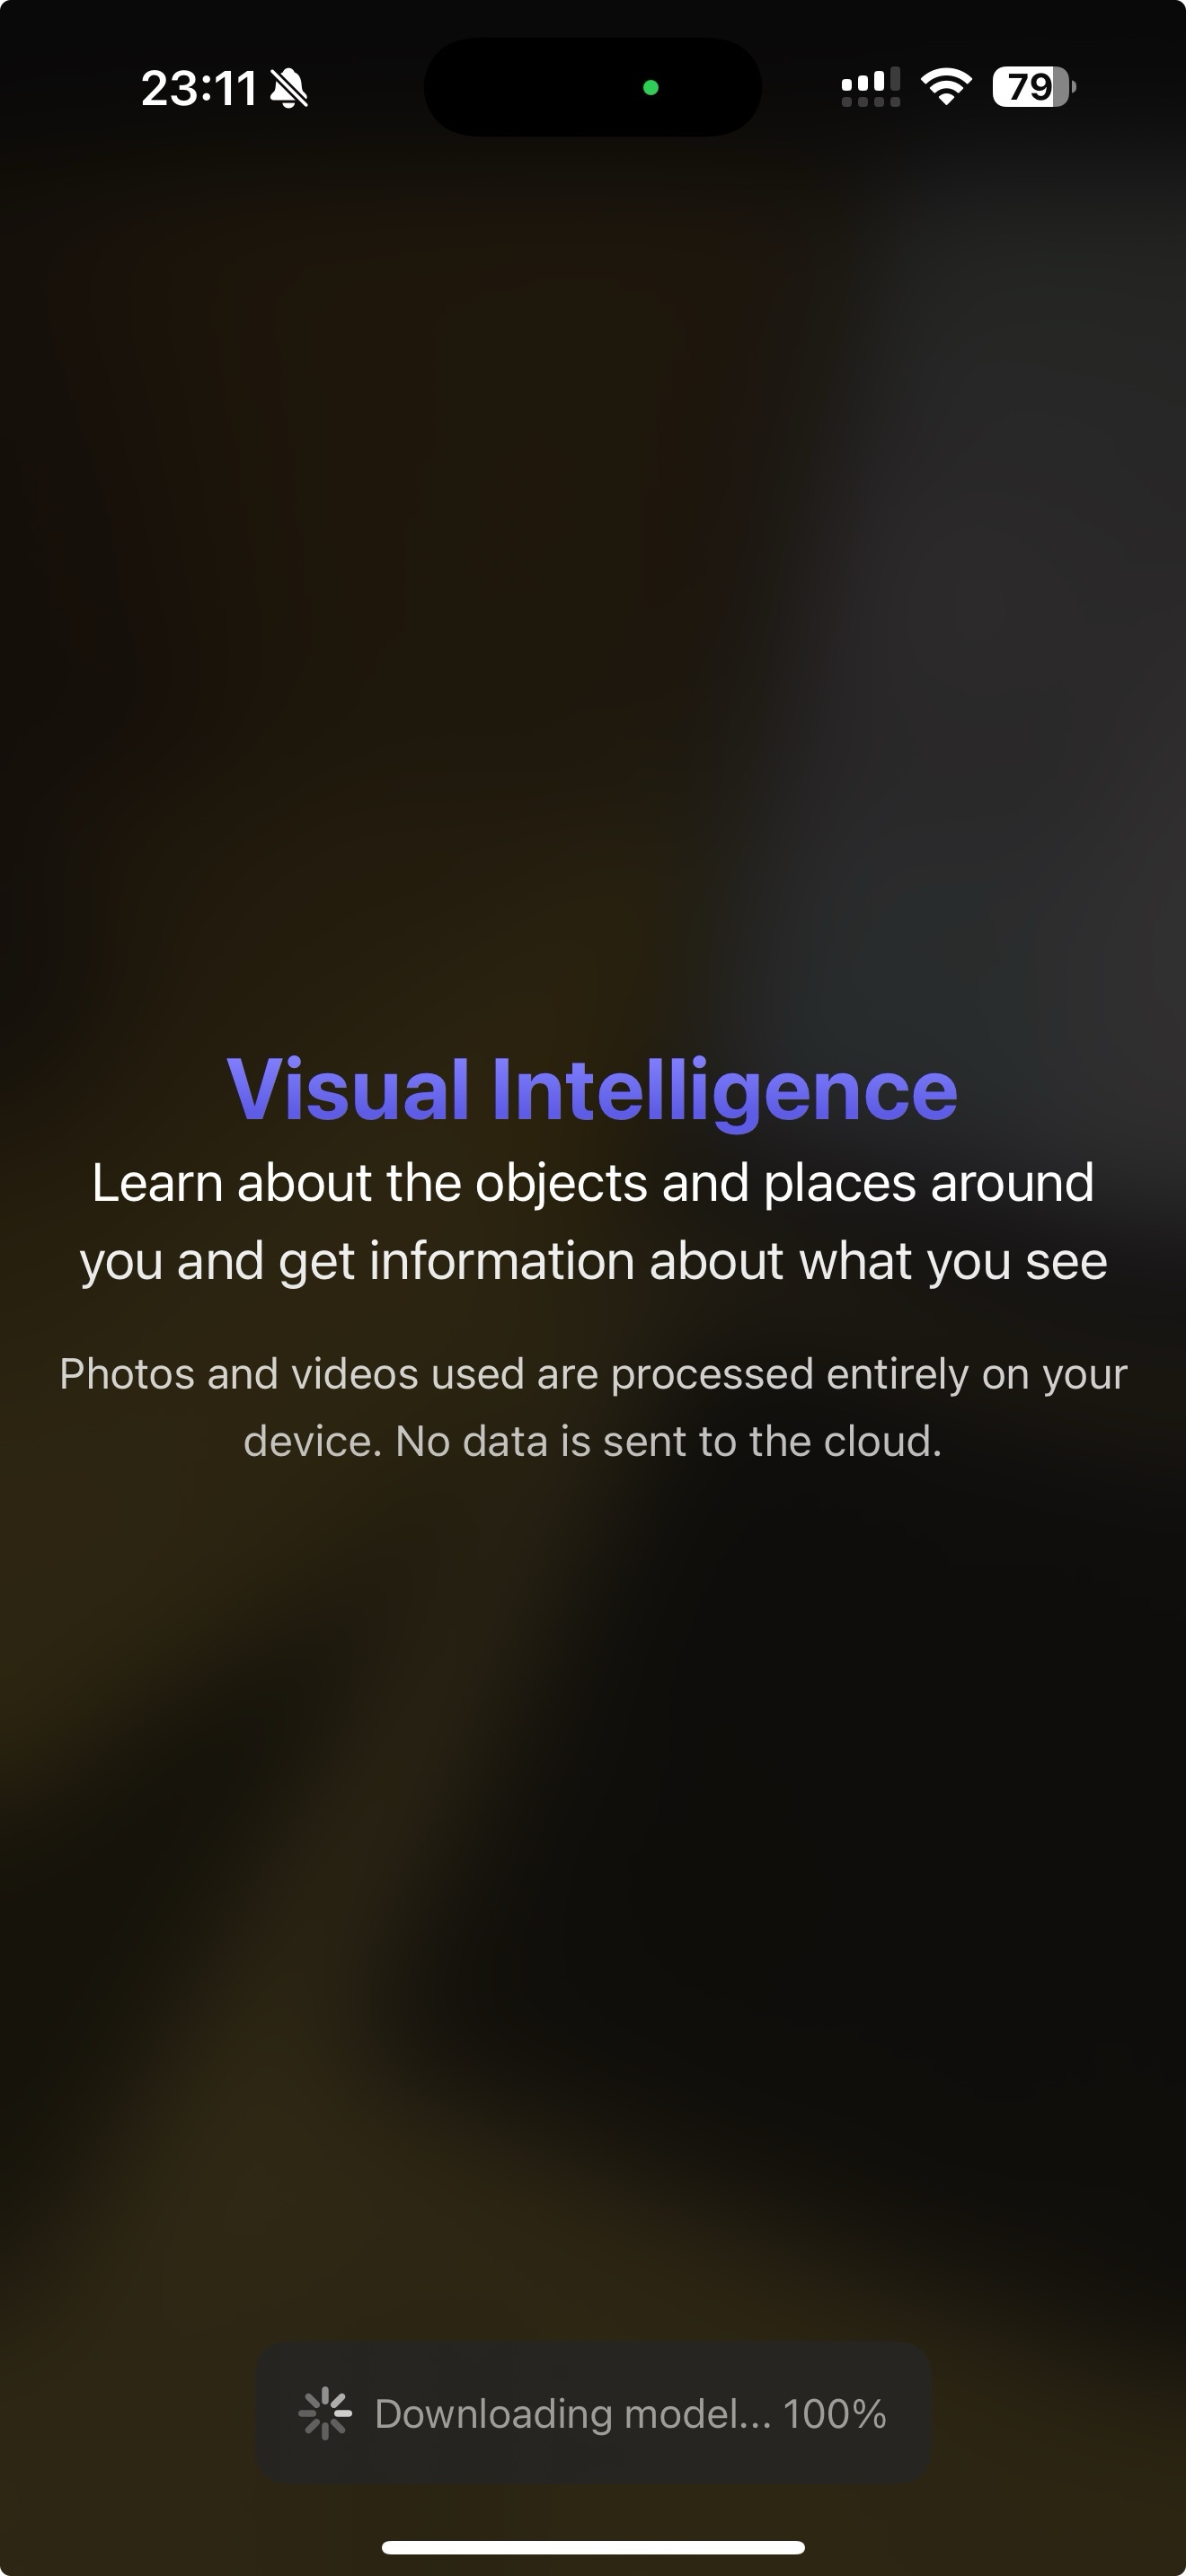 23:11
79
Visual Intelligence
Learn about the objects and places around
you and get information about what you see
Photos and videos used are processed entirely on your
device. No data is sent to the cloud.
Downloading model... 100%